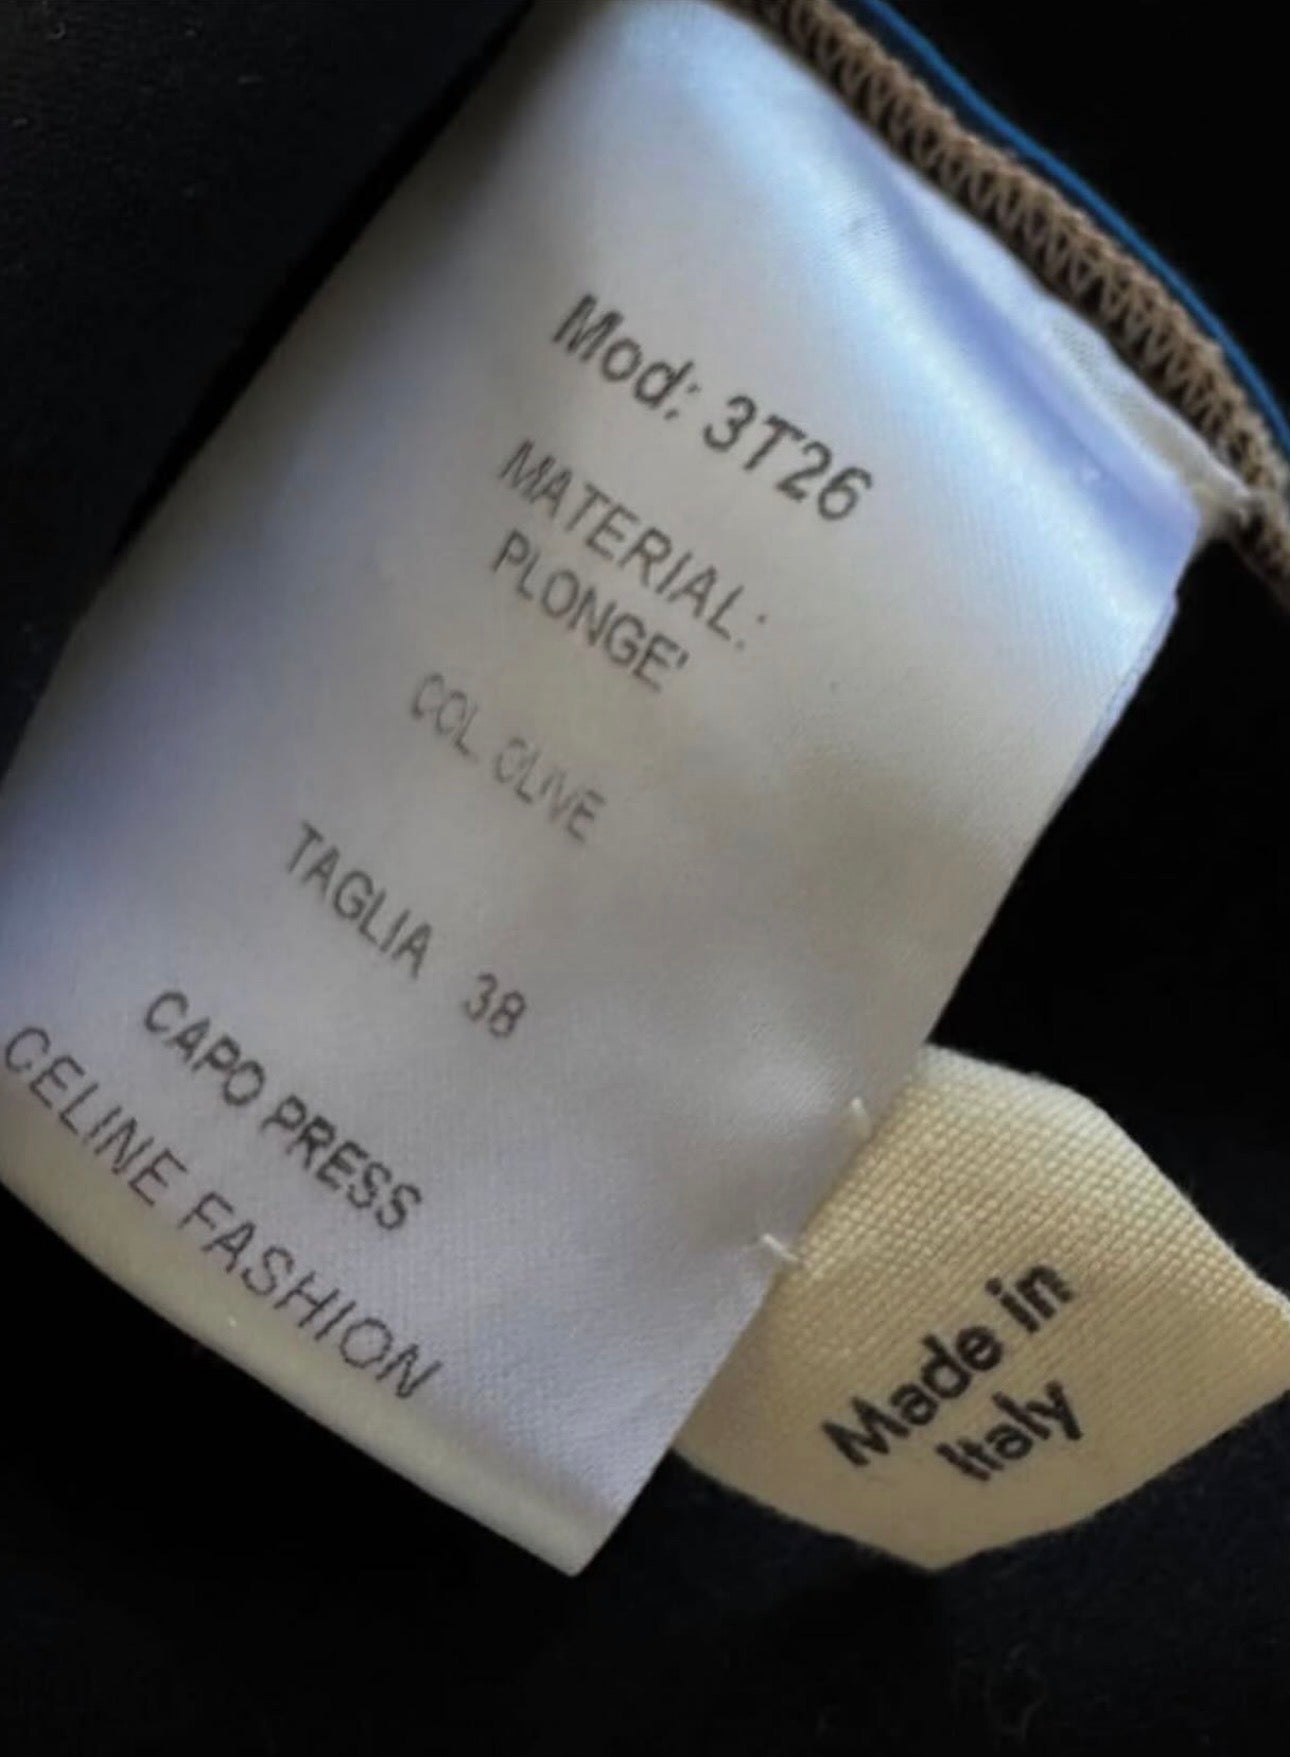 Mod: 3T26
MATERIAL:
PLONGE'
COL OLIVE
TAGLIA 38
CAPO PRESS
CELINE FASHION
Made in
Italy